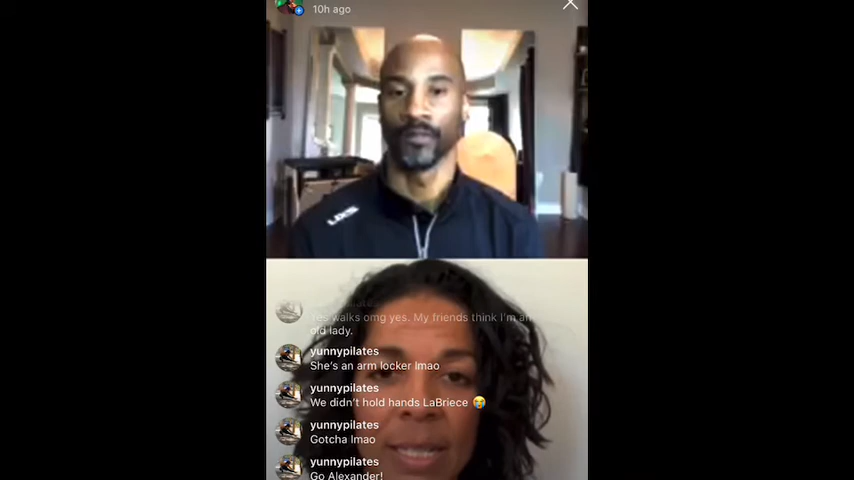 10h ago
LIXS
Yes walks omg yes. My friends think I'm an
old lady.
yunnypilates
She's an arm locker lmao
yunnypilates
We didn't hold hands LaBriece 😭
yunnypilates
Gotcha lmao
yunnypilates
Go Alexander!